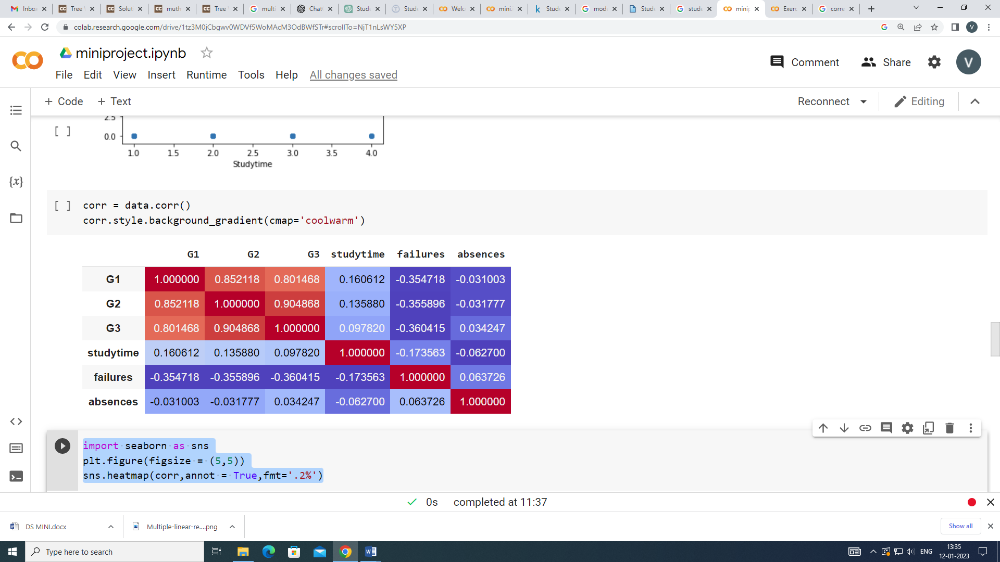 Inbox
Tree
Solut
muth
Tree
multi
Chat
Stude
Stude
Welc
mini.
Stude
mode
Stude
stude
minip
Exerc
corre
colab.research.google.com/drive/1tz3M0jCbgwv0WDVf5WoMAcM3OdBWfSTr#scrollTo=NjT1nLsWY5XP
V
miniproject.ipynb
Comment
Share
V
File Edit View Insert Runtime Tools Help All changes saved
+ Code + Text
Reconnect
Editing
2.5
[ ]
0.0
1.0 1.5 2.0 2.5 3.0 3.5 4.0
Studytime
{x}
[ ] corr = data.corr()
corr.style.background_gradient(cmap='coolwarm')
G1 G2 G3 studytime failures absences
G1 1.000000 0.852118 0.801468 0.160612 -0.354718 -0.031003
G2 0.852118 1.000000 0.904868 0.135880 -0.355896 -0.031777
G3 0.801468 0.904868 1.000000 0.097820 -0.360415 0.034247
studytime 0.160612 0.135880 0.097820 1.000000 -0.173563 -0.062700
failures -0.354718 -0.355896 -0.360415 -0.173563 1.000000 0.063726
absences -0.031003 -0.031777 0.034247 -0.062700 0.063726 1.000000
import seaborn as sns
plt.figure(figsize = (5,5))
sns.heatmap(corr,annot = True,fmt='.2%')
0s completed at 11:37
DS MINI.docx
Multiple-linear-re....png
Show all
Type here to search
ENG
13:35
12-01-2023